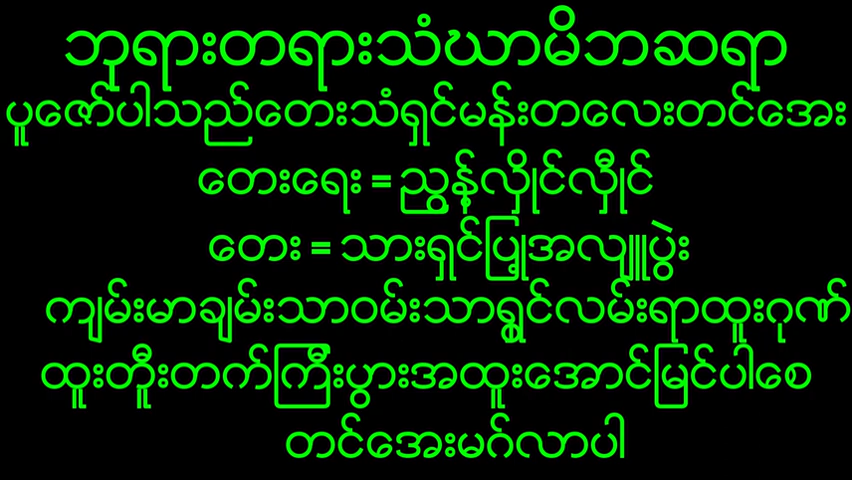 ဘုရားတရားသံဃာမိဘဆရာ
ပူဇော်ပါသည်တေးသံရှင်မန်းတလေးတင်အေး
တေးရေး = ညွန့်လှိုင်လှိုင်
တေး = သားရှင်ပြုအလျူပွဲး
ကျမ်းမာချမ်းသာဝမ်းသာရွှင်လမ်းရာထူးဂုဏ်
ထူးတိုးတက်ကြီးပွားအထူးအောင်မြင်ပါစေ
တင်အေးမင်္ဂလာပါ